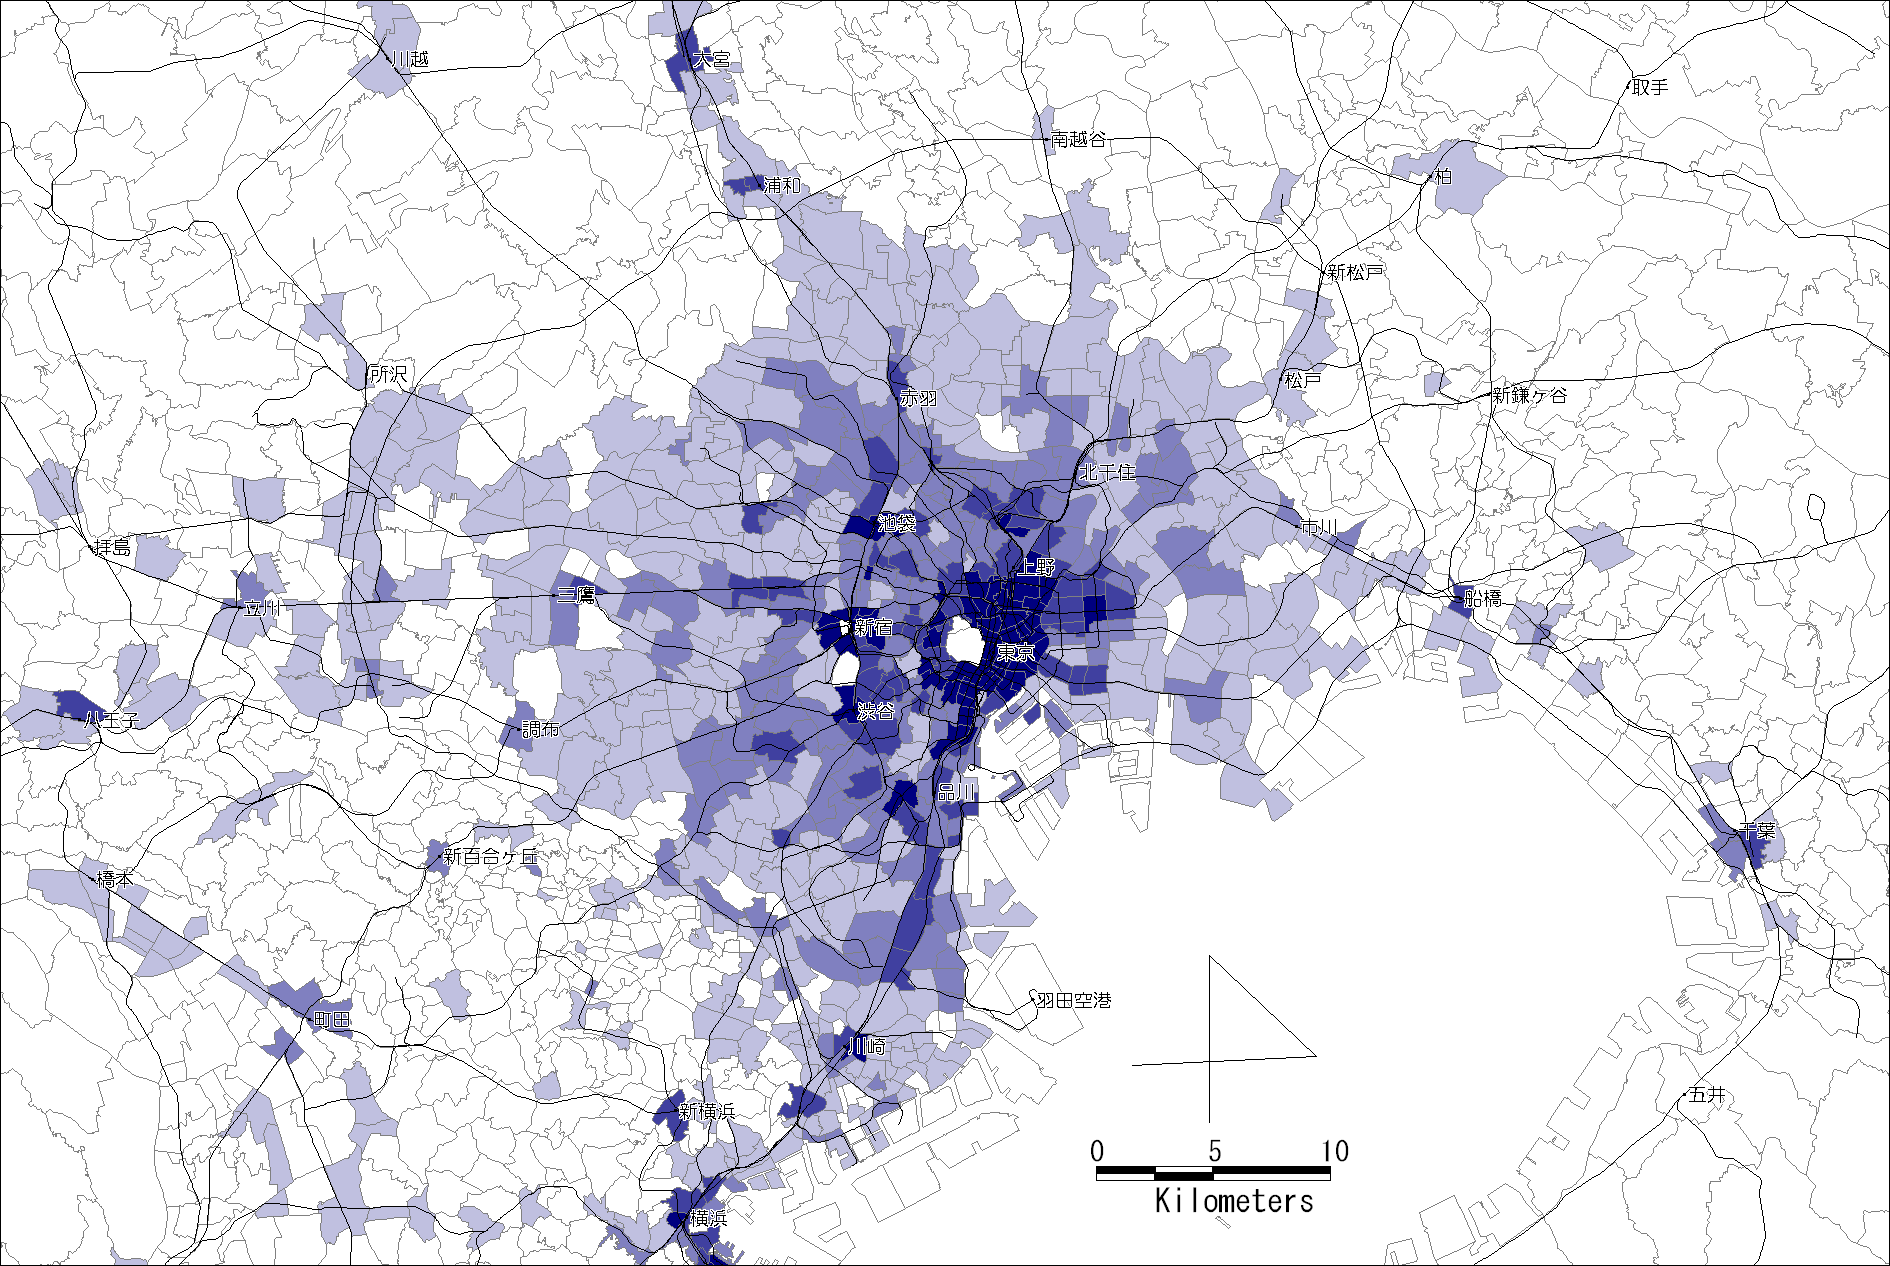 川越
大宮
取手
南越谷
柏
浦和
新松戸
所沢
松戸
新鎌ヶ谷
赤羽
北千住
池袋
市川
拝島
上野
三鷹
船橋
立川
新宿
東京
八王子
渋谷
調布
品川
千葉
新百合ヶ丘
橋本
羽田空港
町田
川崎
五井
新横浜
0 5 10
Kilometers
横浜